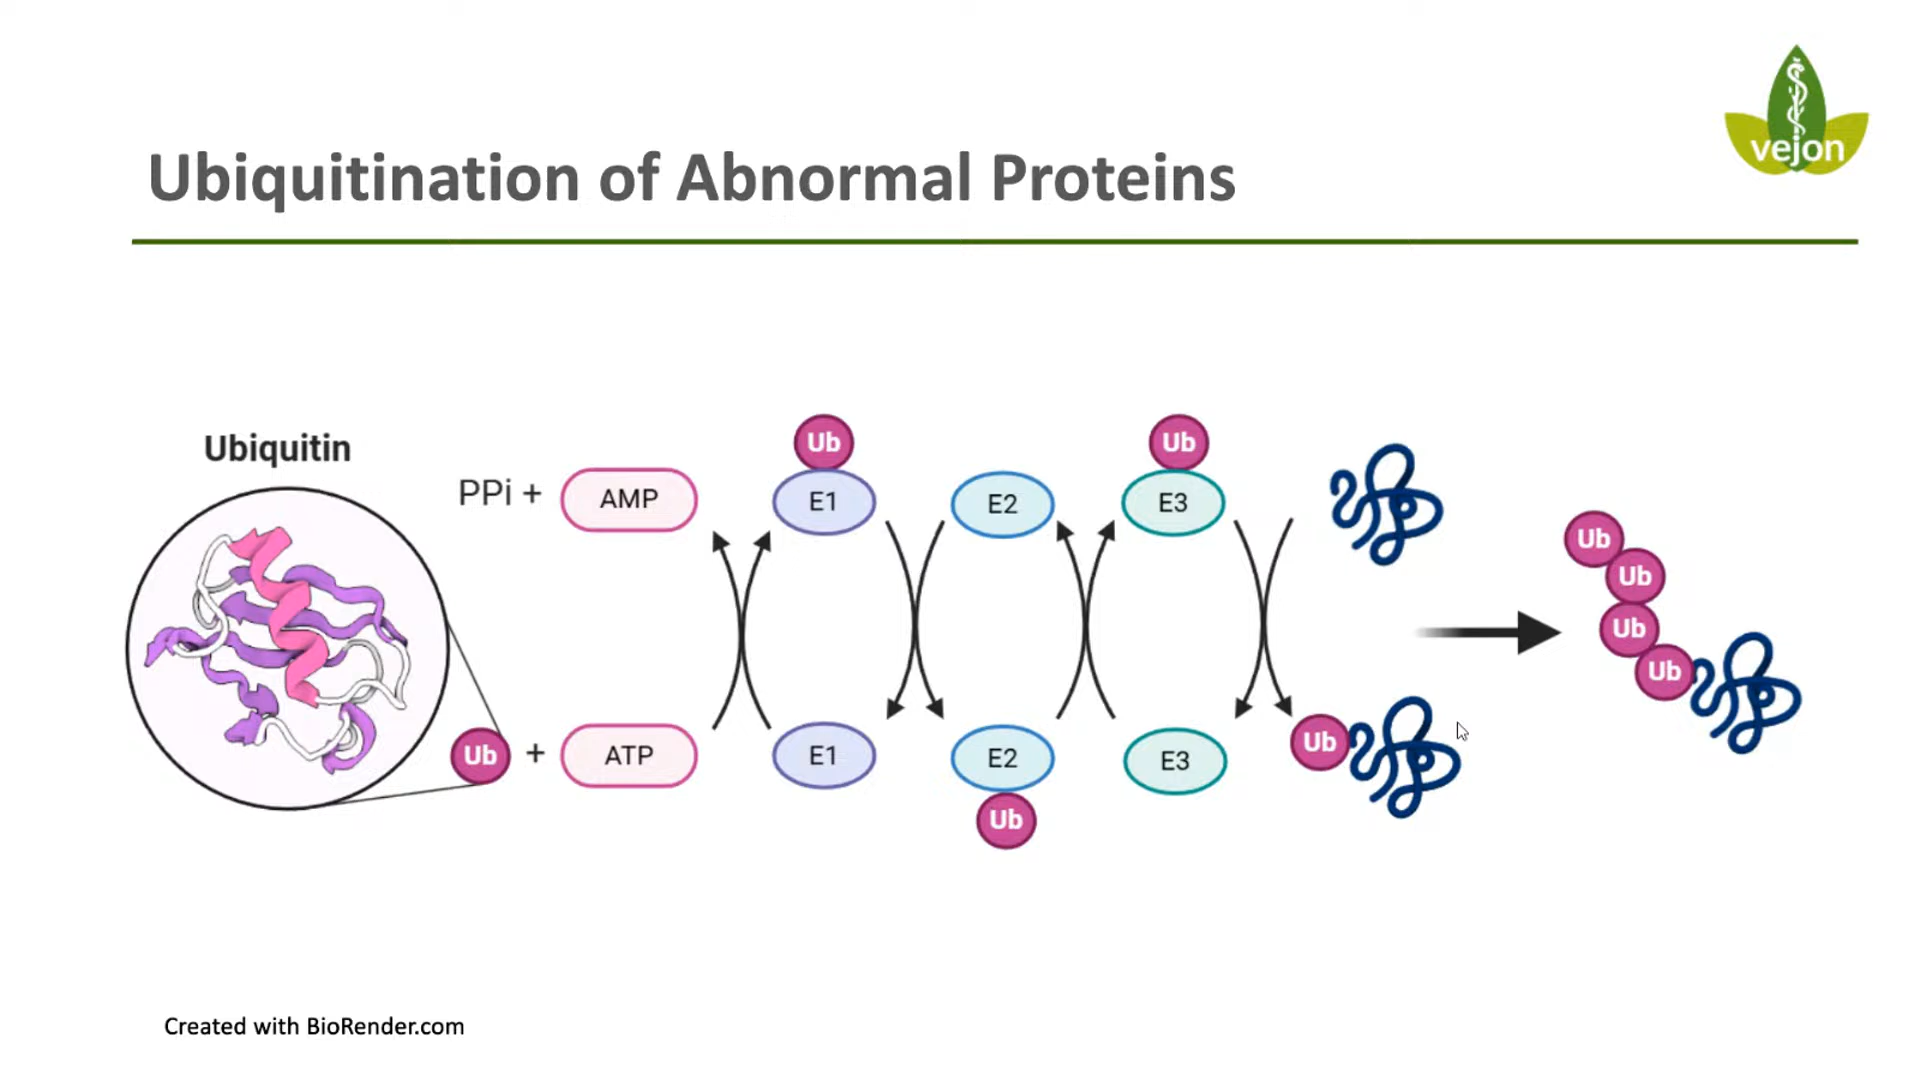 vejon
Ubiquitination of Abnormal Proteins
Ubiquitin
PPi + AMP
Ub
E1
E2
Ub
E3
Ub + ATP
E1
E2
Ub
E3
Ub
Ub
Ub
Ub
Ub
Created with BioRender.com